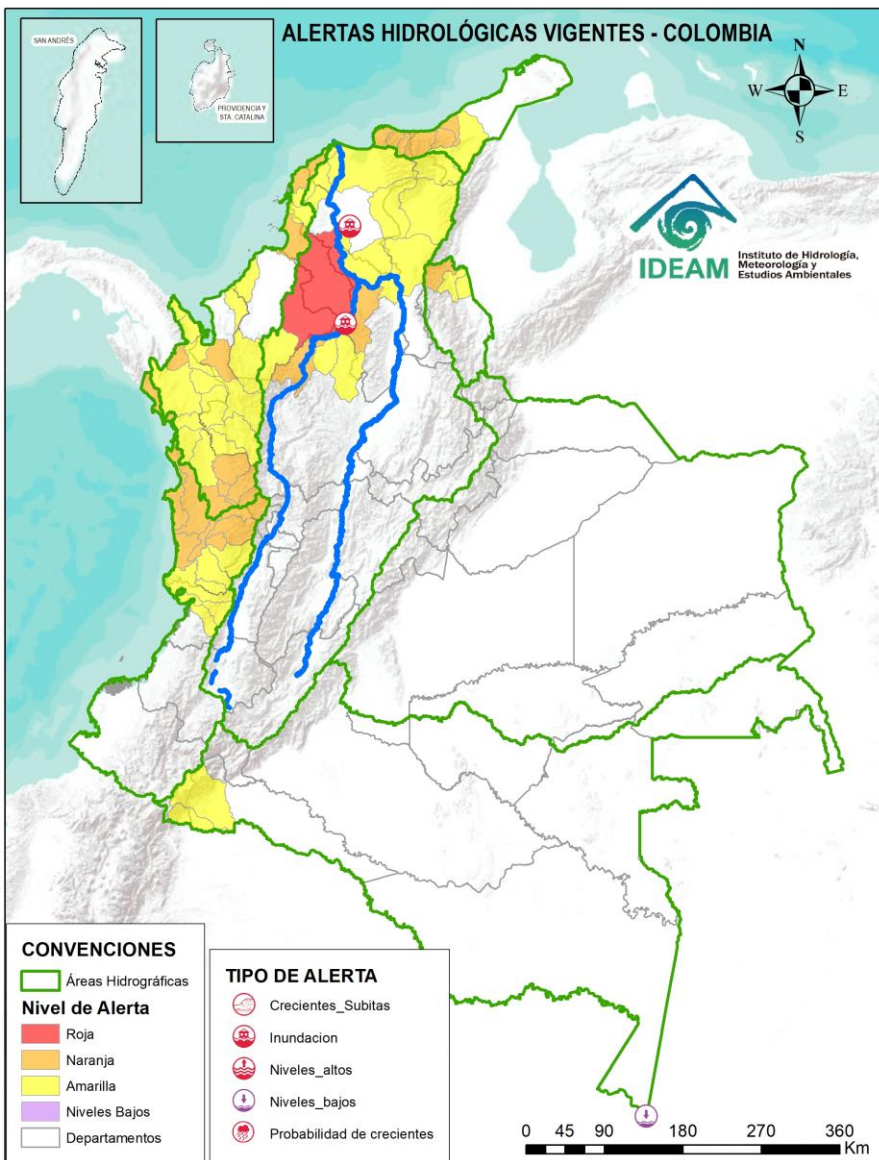 ALERTAS HIDROLÓGICAS VIGENTES - COLOMBIA
SAN ANDRÉS
PROVIDENCIA Y
STA. CATALINA
N
W
E
S
IDEAM
Instituto de Hidrología,
Meteorología y
Estudios Ambientales
CONVENCIONES
Áreas Hidrográficas
Nivel de Alerta
Roja
Naranja
Amarilla
Niveles Bajos
Departamentos
TIPO DE ALERTA
Crecientes_Subitas
Inundacion
Niveles_altos
Niveles_bajos
Probabilidad de crecientes
0 45 90 180 270 360
Km